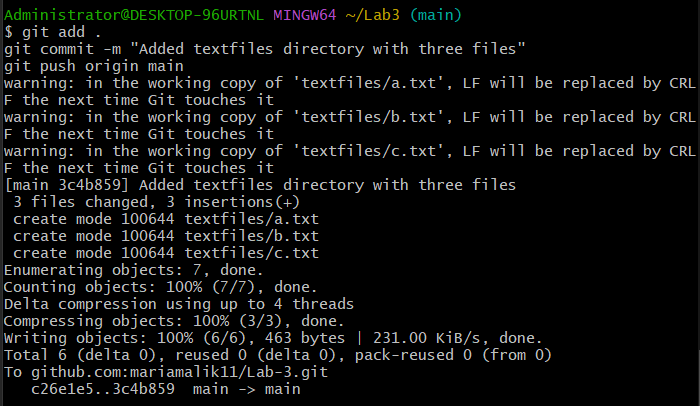 Administrator@DESKTOP-96URTNL MINGW64 ~/Lab3 (main)
$ git add .
git commit -m "Added textfiles directory with three files"
git push origin main
warning: in the working copy of 'textfiles/a.txt', LF will be replaced by CRL
F the next time Git touches it
warning: in the working copy of 'textfiles/b.txt', LF will be replaced by CRL
F the next time Git touches it
warning: in the working copy of 'textfiles/c.txt', LF will be replaced by CRL
F the next time Git touches it
[main 3c4b859] Added textfiles directory with three files
 3 files changed, 3 insertions(+)
 create mode 100644 textfiles/a.txt
 create mode 100644 textfiles/b.txt
 create mode 100644 textfiles/c.txt
Enumerating objects: 7, done.
Counting objects: 100% (7/7), done.
Delta compression using up to 4 threads
Compressing objects: 100% (3/3), done.
Writing objects: 100% (6/6), 463 bytes | 231.00 KiB/s, done.
Total 6 (delta 0), reused 0 (delta 0), pack-reused 0 (from 0)
To github.com:mariamalik11/Lab-3.git
   c26e1e5..3c4b859  main -> main